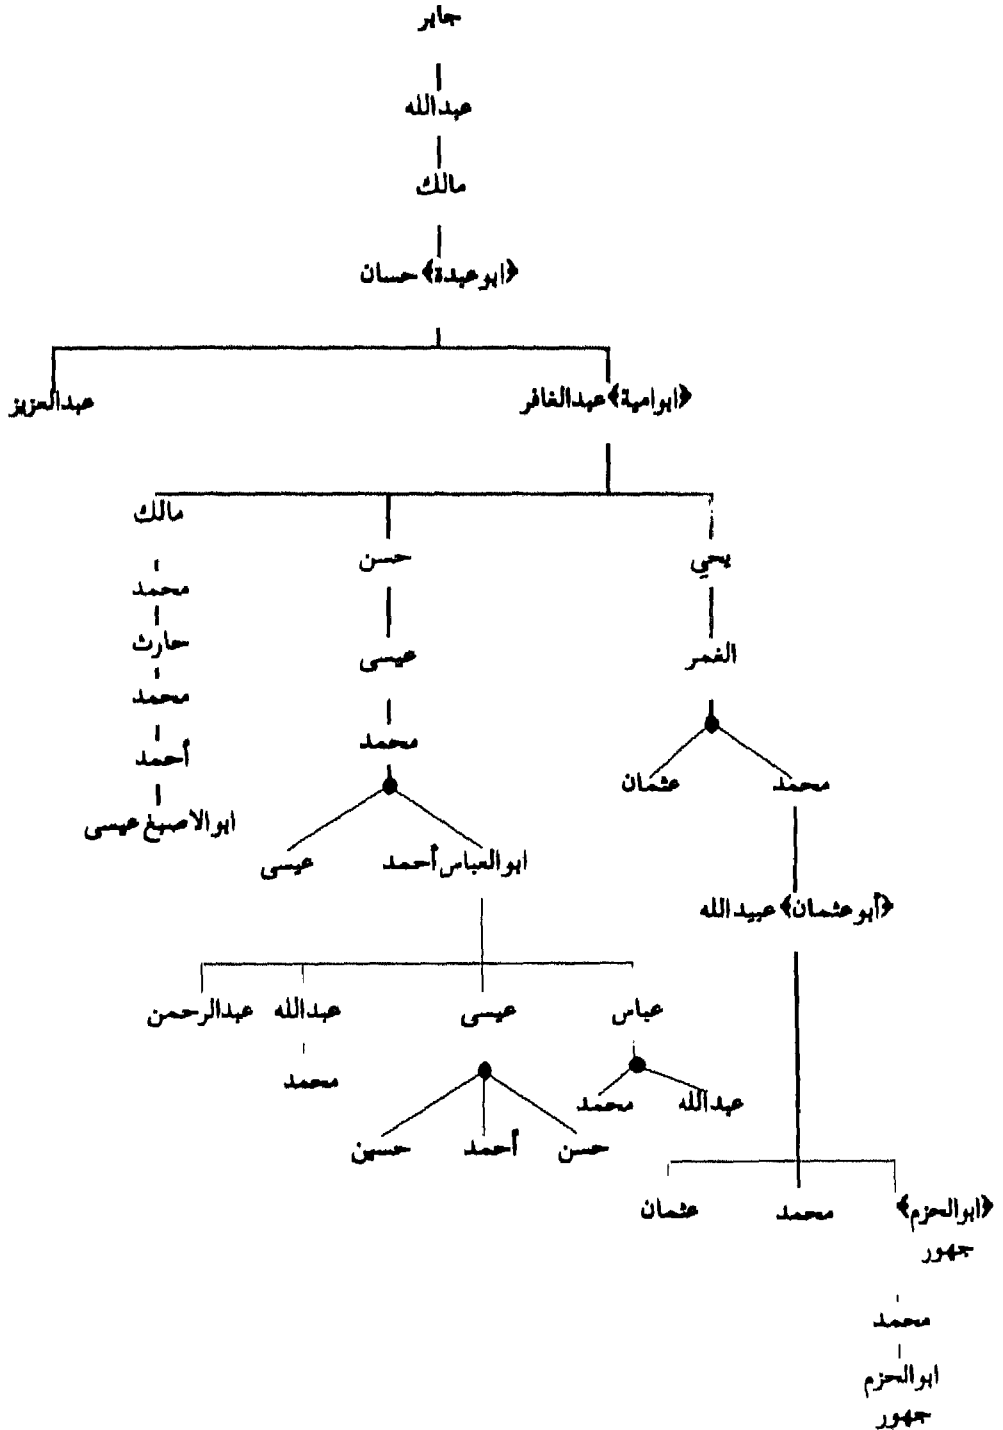 جابر
عبدالله
مالك
﴿ابوعبدة﴾ حسان
﴿ابوامية﴾ عبدالغافر
عبدالعزيز
يحي
حسن
مالك
محمد
الغمر
عيسى
حارث
محمد
محمد
أحمد
محمد
عثمان
ابوالاصبغ عيسى
ابوالعباس أحمد
عيسى
﴿أبوعثمان﴾ عبيدالله
عباس
عيسى
عبدالله
عبدالرحمن
محمد
عبدالله
محمد
حسن
أحمد
حسين
﴿ابوالحزم﴾
جهور
محمد
عثمان
محمد
ابوالحزم
جهور